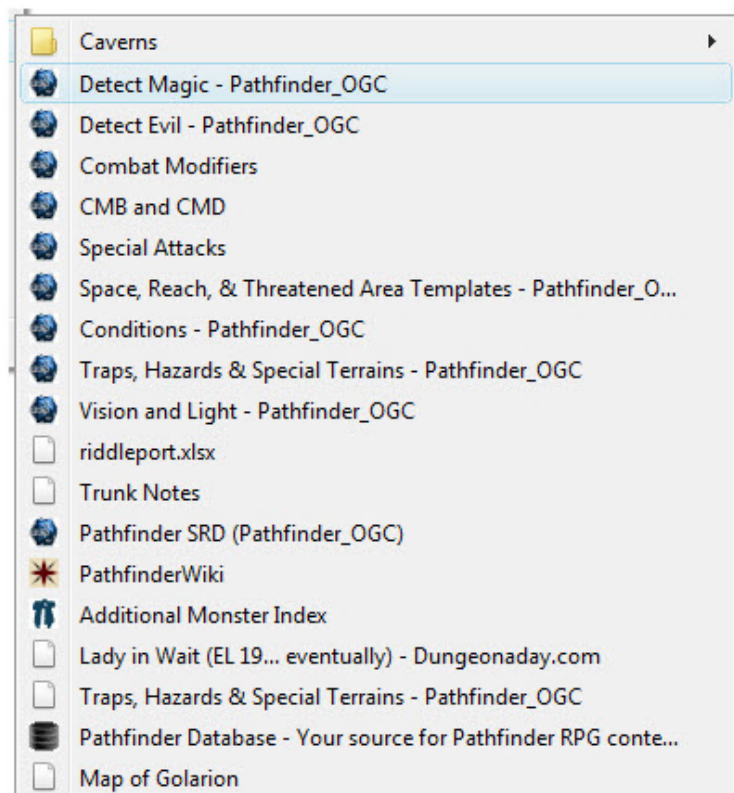 Caverns
Detect Magic - Pathfinder_OGC
Detect Evil - Pathfinder_OGC
Combat Modifiers
CMB and CMD
Special Attacks
Space, Reach, & Threatened Area Templates - Pathfinder_O...
Conditions - Pathfinder_OGC
Traps, Hazards & Special Terrains - Pathfinder_OGC
Vision and Light - Pathfinder_OGC
riddleport.xlsx
Trunk Notes
Pathfinder SRD (Pathfinder_OGC)
PathfinderWiki
Additional Monster Index
Lady in Wait (EL 19... eventually) - Dungeonaday.com
Traps, Hazards & Special Terrains - Pathfinder_OGC
Pathfinder Database - Your source for Pathfinder RPG conte...
Map of Golarion